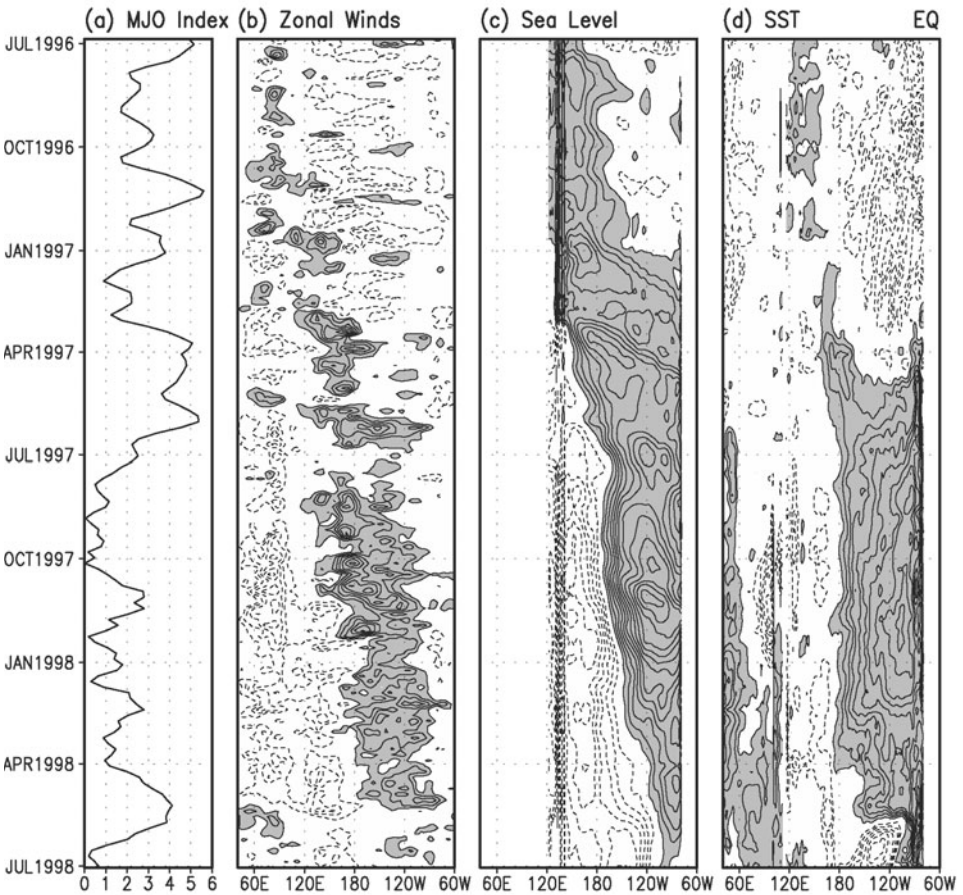 (a) MJO Index (b) Zonal Winds (c) Sea Level (d) SST EQ
JUL1996
OCT1996
JAN1997
APR1997
JUL1997
OCT1997
JAN1998
APR1998
JUL1998
0 1 2 3 4 5 6 60E 120E 180 120W 60W 60E 120E 180 120W 60W 60E 120E 180 120W 60W